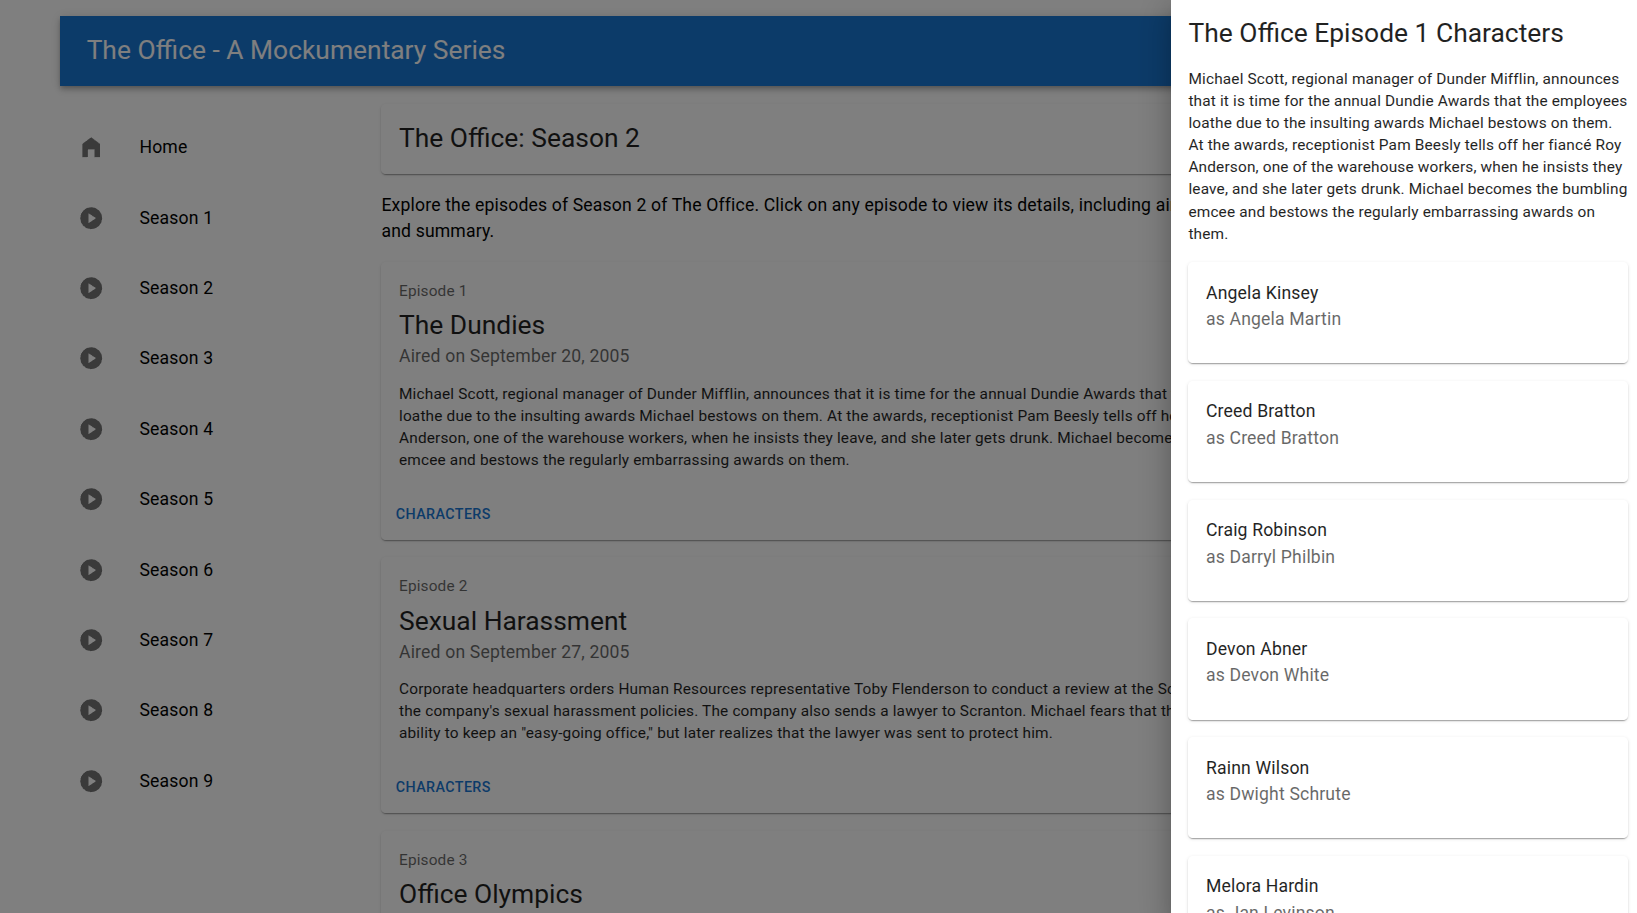 The Office - A Mockumentary Series
Home
Season 1
Season 2
Season 3
Season 4
Season 5
Season 6
Season 7
Season 8
Season 9
The Office: Season 2
Explore the episodes of Season 2 of The Office. Click on any episode to view its details, including ai
and summary.
Episode 1
The Dundies
Aired on September 20, 2005
Michael Scott, regional manager of Dunder Mifflin, announces that it is time for the annual Dundie Awards that
loathe due to the insulting awards Michael bestows on them. At the awards, receptionist Pam Beesly tells off h
Anderson, one of the warehouse workers, when he insists they leave, and she later gets drunk. Michael become
emcee and bestows the regularly embarrassing awards on them.
CHARACTERS
Episode 2
Sexual Harassment
Aired on September 27, 2005
Corporate headquarters orders Human Resources representative Toby Flenderson to conduct a review at the Sc
the company's sexual harassment policies. The company also sends a lawyer to Scranton. Michael fears that th
ability to keep an "easy-going office," but later realizes that the lawyer was sent to protect him.
CHARACTERS
Episode 3
Office Olympics
The Office Episode 1 Characters
Michael Scott, regional manager of Dunder Mifflin, announces
that it is time for the annual Dundie Awards that the employees
loathe due to the insulting awards Michael bestows on them.
At the awards, receptionist Pam Beesly tells off her fiancé Roy
Anderson, one of the warehouse workers, when he insists they
leave, and she later gets drunk. Michael becomes the bumbling
emcee and bestows the regularly embarrassing awards on
them.
Angela Kinsey
as Angela Martin
Creed Bratton
as Creed Bratton
Craig Robinson
as Darryl Philbin
Devon Abner
as Devon White
Rainn Wilson
as Dwight Schrute
Melora Hardin
as Jan Levinson